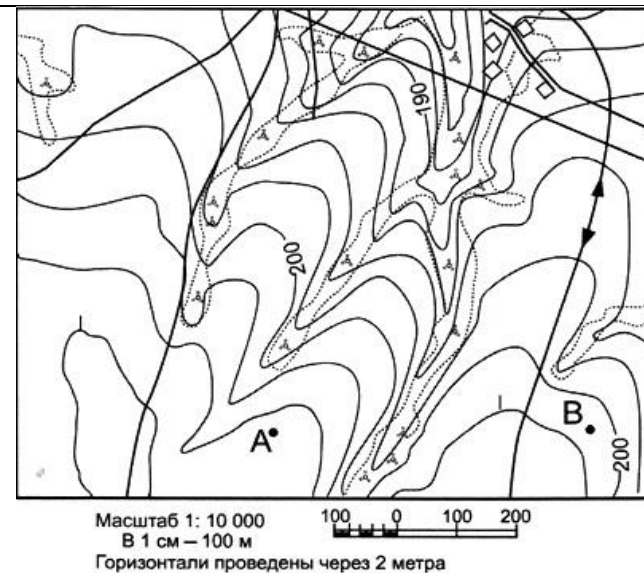 190
200
A
B
200
Масштаб 1: 10 000
В 1 см – 100 м
100 0 100 200
Горизонтали проведены через 2 метра